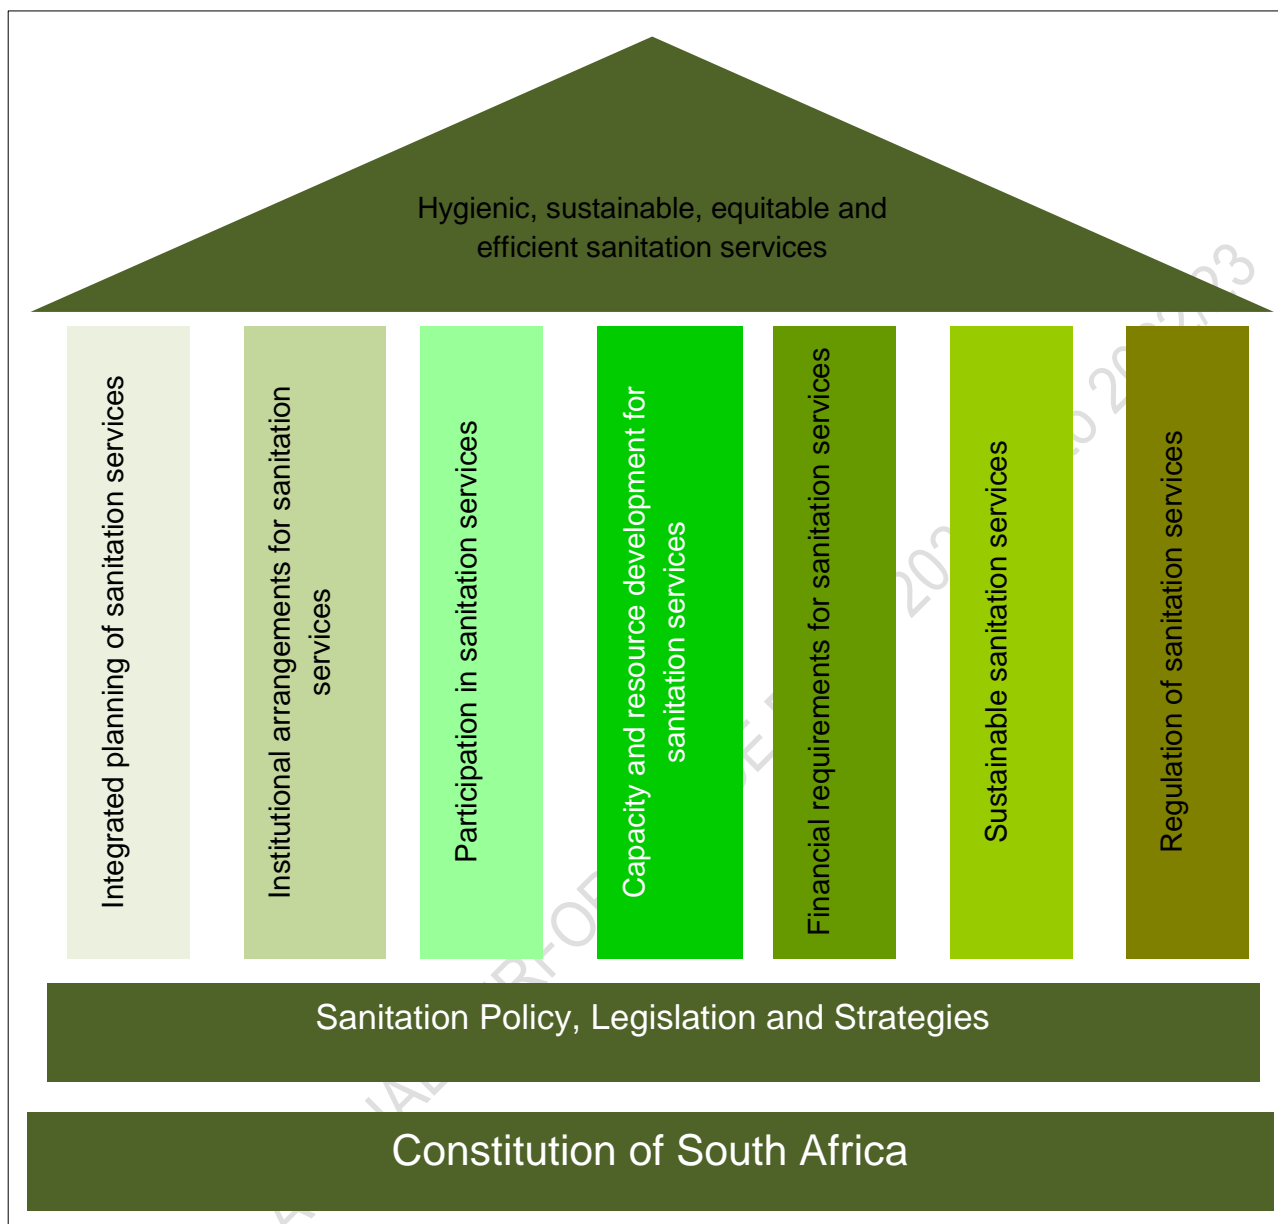 Hygienic, sustainable, equitable and
efficient sanitation services
Integrated planning of sanitation services
Institutional arrangements for sanitation
services
Participation in sanitation services
Capacity and resource development for
sanitation services
Financial requirements for sanitation services
Sustainable sanitation services
Regulation of sanitation services
Sanitation Policy, Legislation and Strategies
Constitution of South Africa